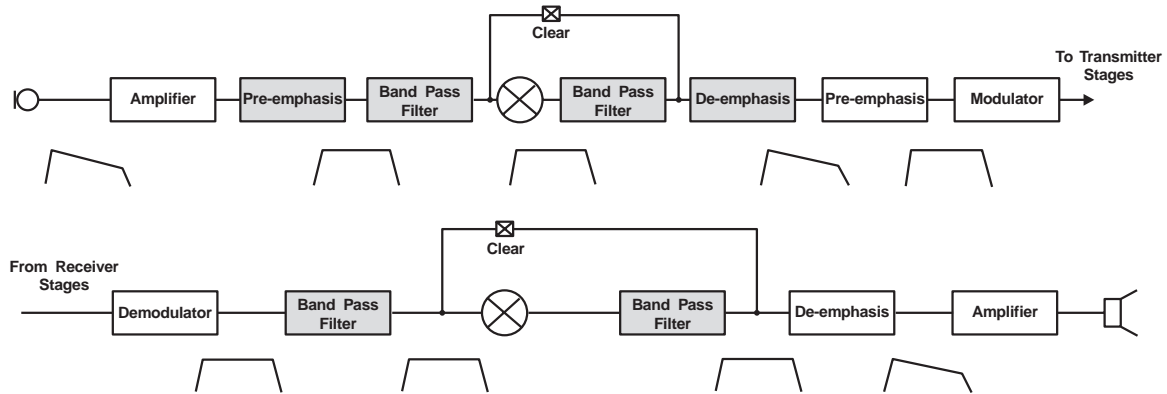 Clear
To Transmitter
Stages
Amplifier
Pre-emphasis
Band Pass
Filter
Band Pass
Filter
De-emphasis
Pre-emphasis
Modulator
Clear
From Receiver
Stages
Demodulator
Band Pass
Filter
Band Pass
Filter
De-emphasis
Amplifier